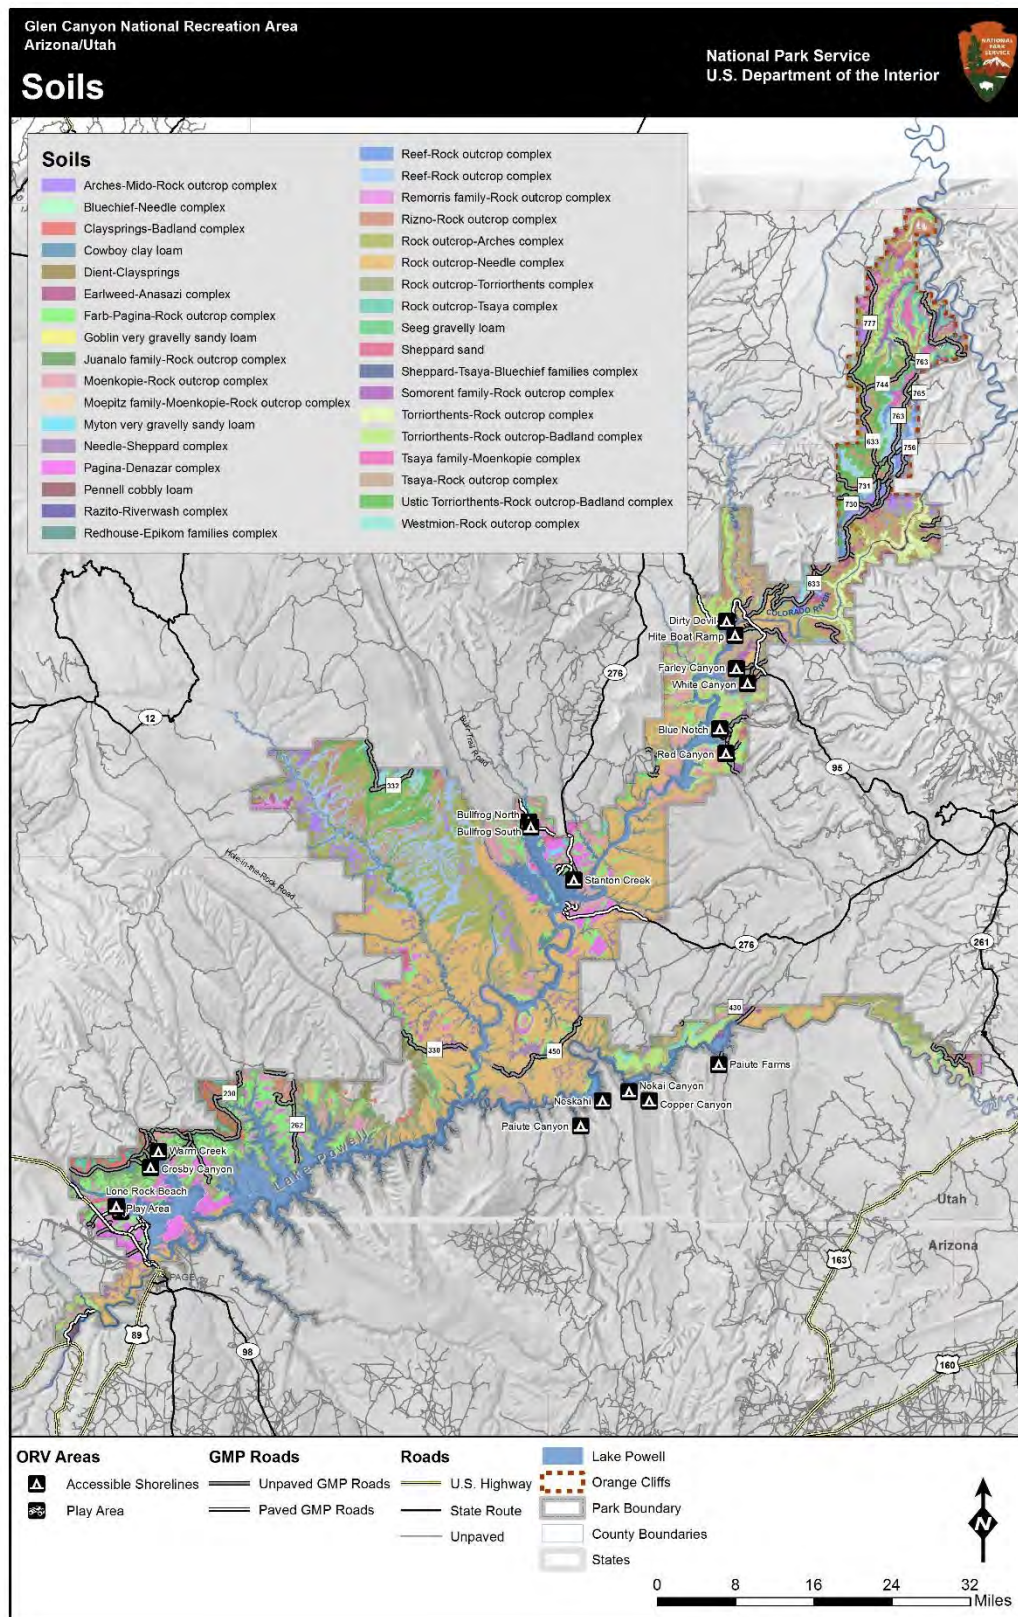 Glen Canyon National Recreation Area
Arizona/Utah
Soils
National Park Service
U.S. Department of the Interior
NATIONAL
PARK
SERVICE
Soils
Arches-Mido-Rock outcrop complex
Bluechief-Needle complex
Claysprings-Badland complex
Cowboy clay loam
Dient-Claysprings
Earlweed-Anasazi complex
Farb-Pagina-Rock outcrop complex
Goblin very gravelly sandy loam
Juanalo family-Rock outcrop complex
Moenkopie-Rock outcrop complex
Moepitz family-Moenkopie-Rock outcrop complex
Myton very gravelly sandy loam
Needle-Sheppard complex
Pagina-Denazar complex
Pennell cobbly loam
Razito-Riverwash complex
Redhouse-Epikom families complex
Reef-Rock outcrop complex
Reef-Rock outcrop complex
Remorris family-Rock outcrop complex
Rizno-Rock outcrop complex
Rock outcrop-Arches complex
Rock outcrop-Needle complex
Rock outcrop-Torriorthents complex
Rock outcrop-Tsaya complex
Seeg gravelly loam
Sheppard sand
Sheppard-Tsaya-Bluechief families complex
Somorent family-Rock outcrop complex
Torriorthents-Rock outcrop complex
Torriorthents-Rock outcrop-Badland complex
Tsaya family-Moenkopie complex
Tsaya-Rock outcrop complex
Ustic Torriorthents-Rock outcrop-Badland complex
Westmion-Rock outcrop complex
777
763
744
765
763
633
756
731
730
633
COLORADO RIVER
Dirty Devil
Hite Boat Ramp
Farley Canyon
White Canyon
276
12
Blue Notch
Red Canyon
Burr Trail Road
95
332
Bullfrog North
Bullfrog South
Hole-in-the-Rock Road
Stanton Creek
276
261
430
338
450
Paiute Farms
Nokai Canyon
Copper Canyon
Noskahi
Paiute Canyon
230
262
Lake Powell
Warm Creek
Crosby Canyon
Lone Rock Beach
Play Area
Utah
Arizona
163
PAGE
89
98
160
ORV Areas
Accessible Shorelines
Play Area
GMP Roads
Unpaved GMP Roads
Paved GMP Roads
Roads
U.S. Highway
State Route
Unpaved
Lake Powell
Orange Cliffs
Park Boundary
County Boundaries
States
N
0 8 16 24 32
Miles